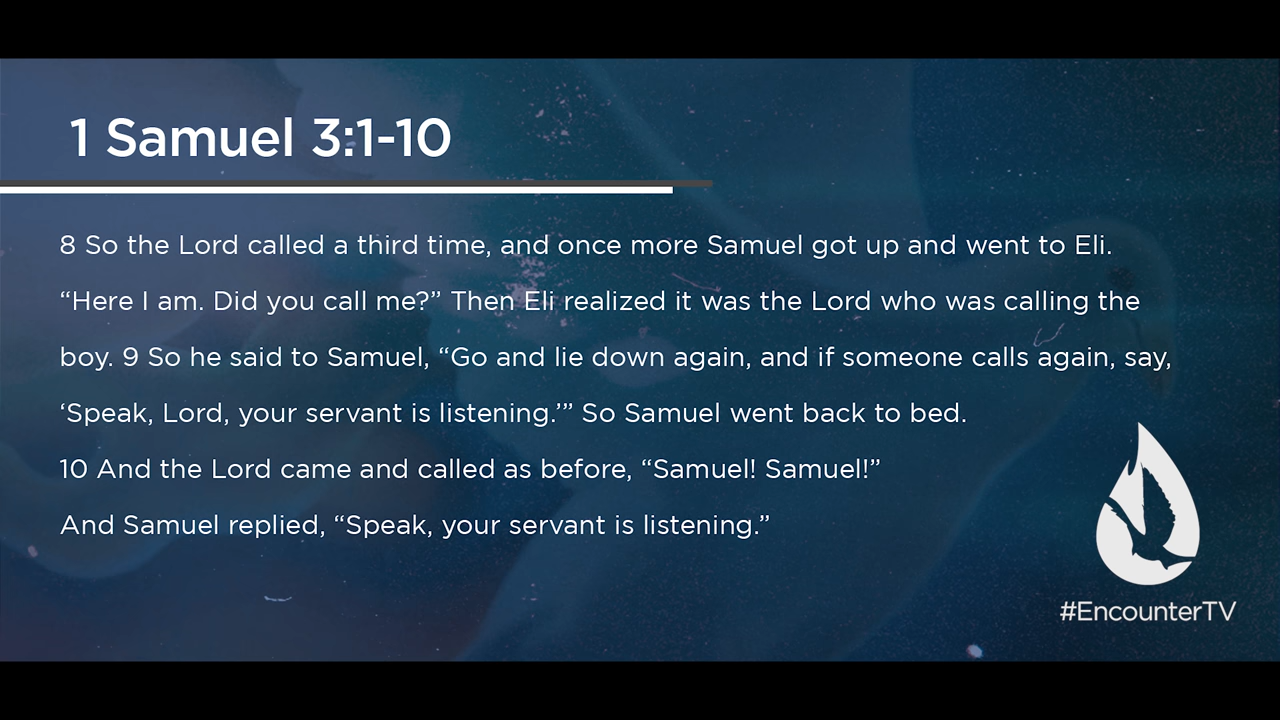 1 Samuel 3:1-10
8 So the Lord called a third time, and once more Samuel got up and went to Eli.
“Here I am. Did you call me?” Then Eli realized it was the Lord who was calling the
boy. 9 So he said to Samuel, “Go and lie down again, and if someone calls again, say,
‘Speak, Lord, your servant is listening.’” So Samuel went back to bed.
10 And the Lord came and called as before, “Samuel! Samuel!”
And Samuel replied, “Speak, your servant is listening.”
#EncounterTV